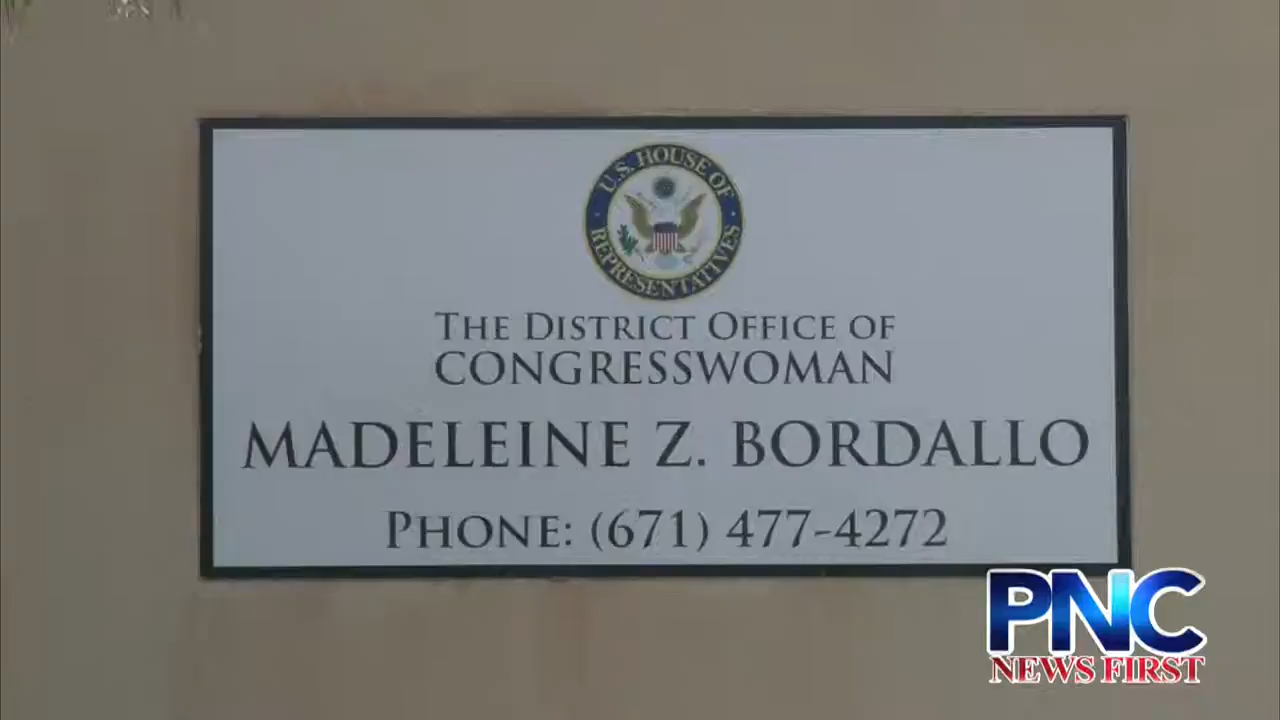 U.S. HOUSE OF
REPRESENTATIVES
THE DISTRICT OFFICE OF
CONGRESSWOMAN
MADELEINE Z. BORDALLO
PHONE: (671) 477-4272
PNC
NEWS FIRST